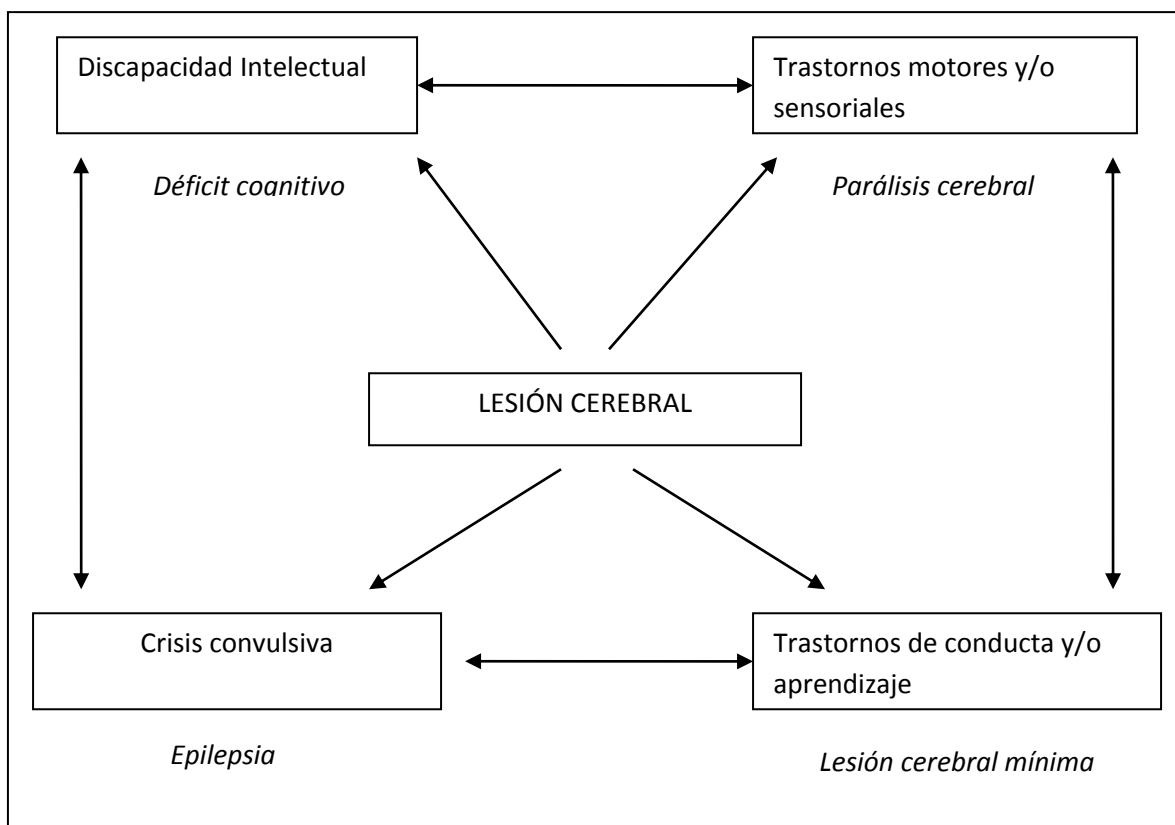 Discapacidad Intelectual
Trastornos motores y/o
sensoriales
Déficit cognitivo
Parálisis cerebral
LESIÓN CEREBRAL
Crisis convulsiva
Trastornos de conducta y/o
aprendizaje
Epilepsia
Lesión cerebral mínima